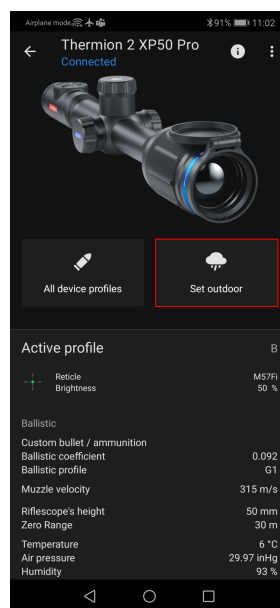 Airplane mode 91% 11:02
Thermion 2 XP50 Pro
Connected
All device profiles
Set outdoor
Active profile B
Reticle M57Fi
Brightness 50 %
Ballistic
Custom bullet / ammunition
Ballistic coefficient 0.092
Ballistic profile G1
Muzzle velocity 315 m/s
Riflescope's height 50 mm
Zero Range 30 m
Temperature 6 °C
Air pressure 29.97 inHg
Humidity 93 %